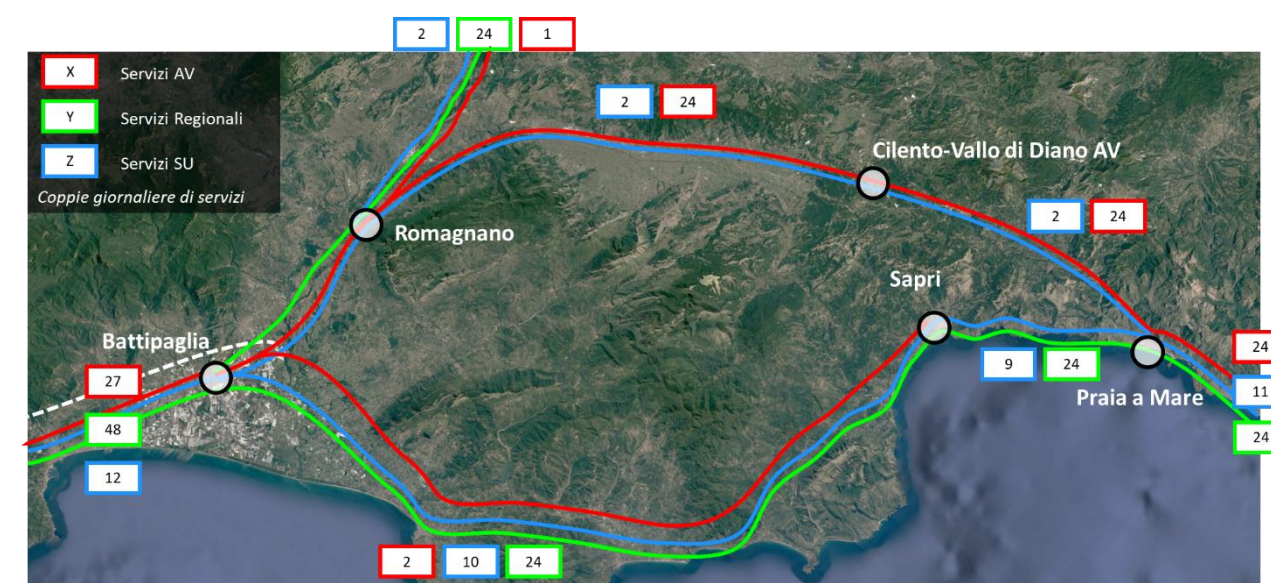 2 24 1
X Servizi AV
Y Servizi Regionali
Z Servizi SU
Coppie giornaliere di servizi
2 24
Cilento-Vallo di Diano AV
2 24
Romagnano
Sapri
Battipaglia
27
48
12
9 24
Praia a Mare
24
11
24
2 10 24